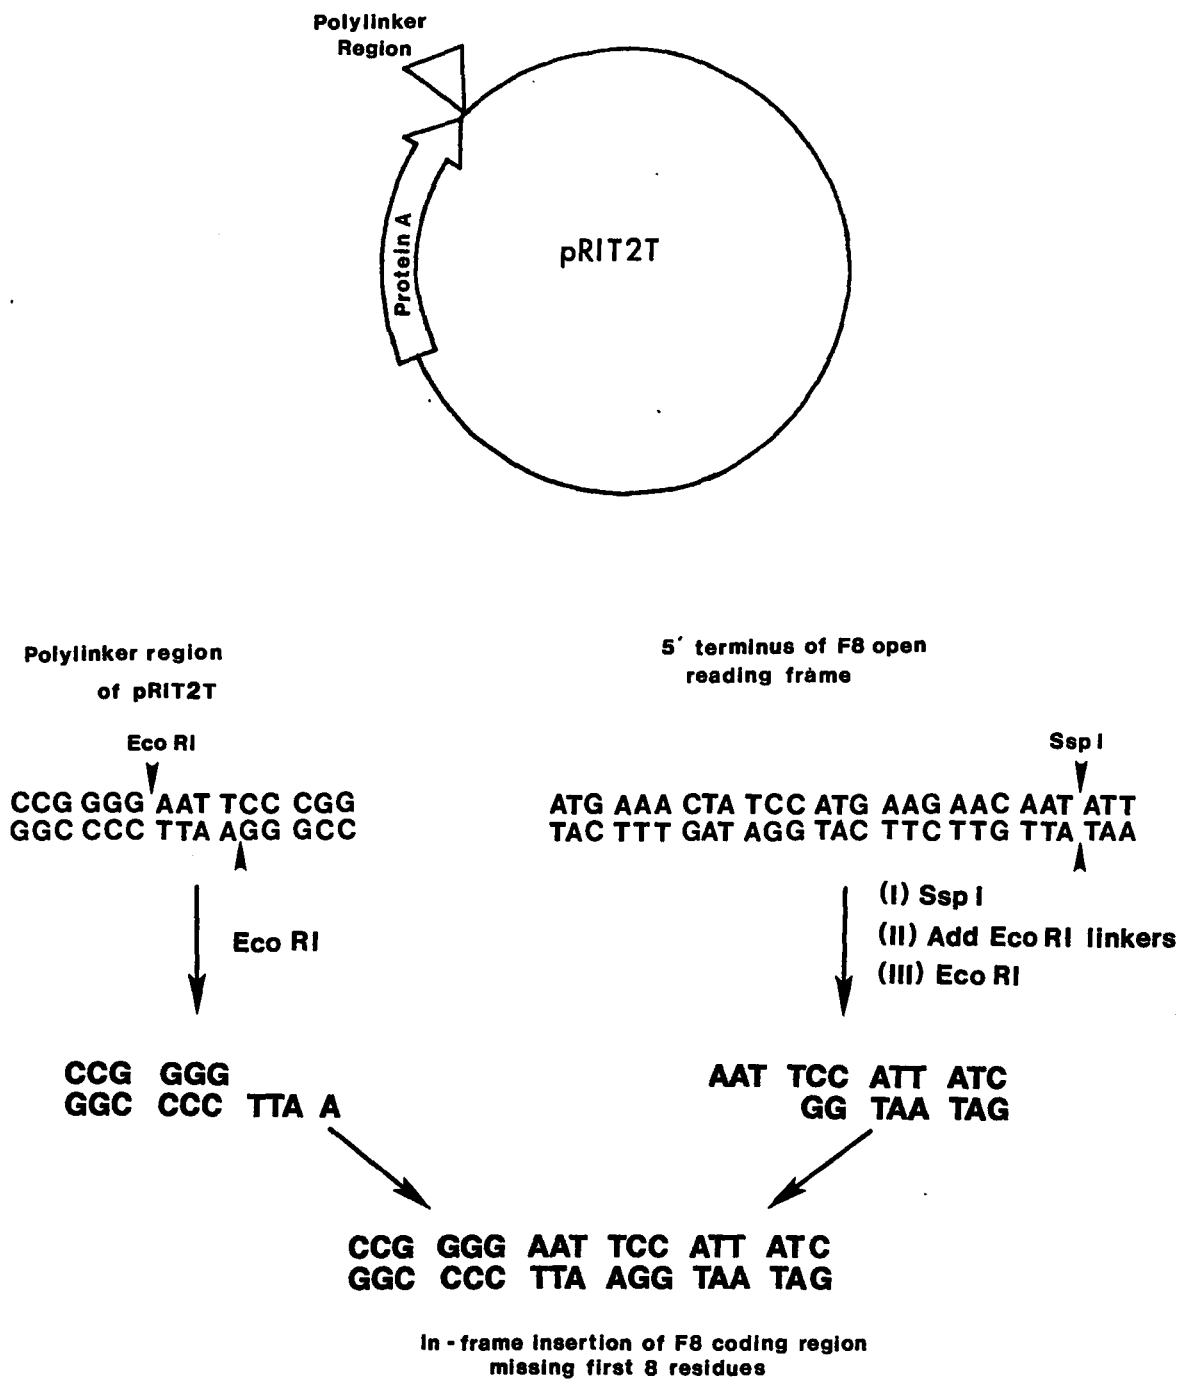 Polylinker
Region
Protein A
pRIT2T
Polylinker region
of pRIT2T
Eco RI
CCG GGG AAT TCC CGG
GGC CCC TTA AGG GCC
Eco RI
CCG GGG
GGC CCC TTA A
5´ terminus of F8 open
reading frame
Ssp I
ATG AAA CTA TCC ATG AAG AAC AAT ATT
TAC TTT GAT AGG TAC TTC TTG TTA TAA
(I) Ssp I
(II) Add Eco RI linkers
(III) Eco RI
AAT TCC ATT ATC
GG TAA TAG
CCG GGG AAT TCC ATT ATC
GGC CCC TTA AGG TAA TAG
In-frame insertion of F8 coding region
missing first 8 residues